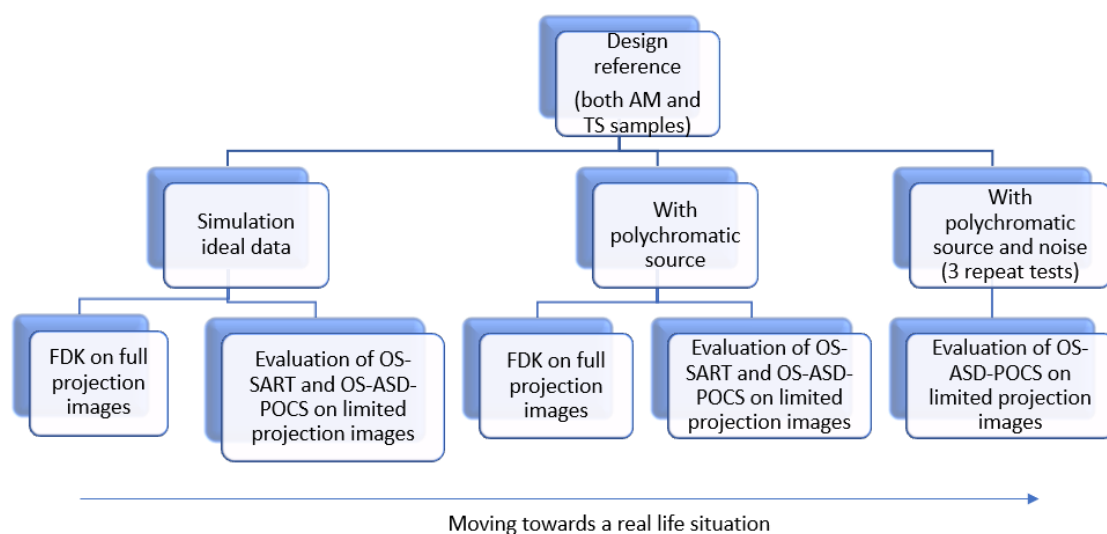 Design
reference
(both AM and
TS samples)
Simulation
ideal data
With
polychromatic
source
With
polychromatic
source and noise
(3 repeat tests)
FDK on full
projection
images
Evaluation of OS-
SART and OS-ASD-
POCS on limited
projection images
FDK on full
projection
images
Evaluation of OS-
SART and OS-ASD-
POCS on limited
projection images
Evaluation of OS-
ASD-POCS on
limited projection
images
Moving towards a real life situation